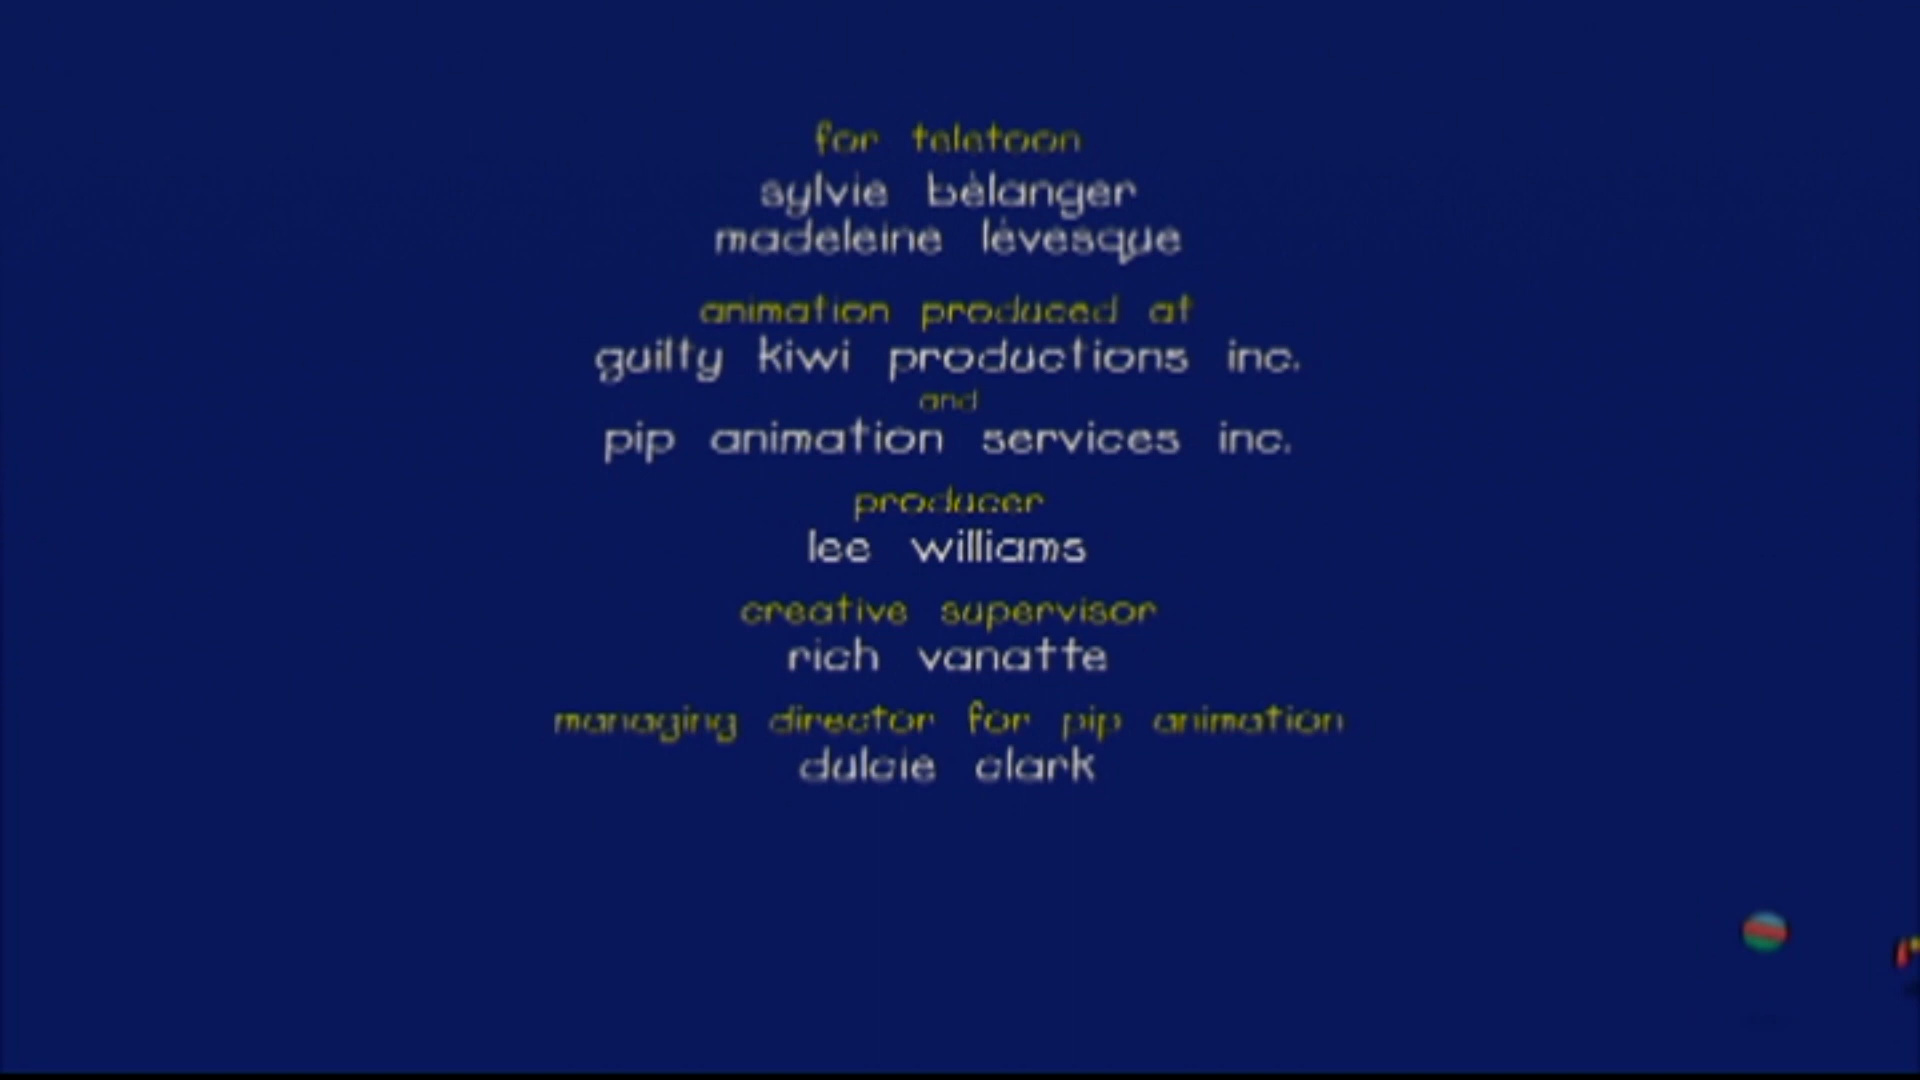 for teletoon
sylvie bélanger
madeleine lévesque
animation produced at
guilty kiwi productions inc.
and
pip animation services inc.
producer
lee williams
creative supervisor
rich vanatte
managing director for pip animation
dulcie clark